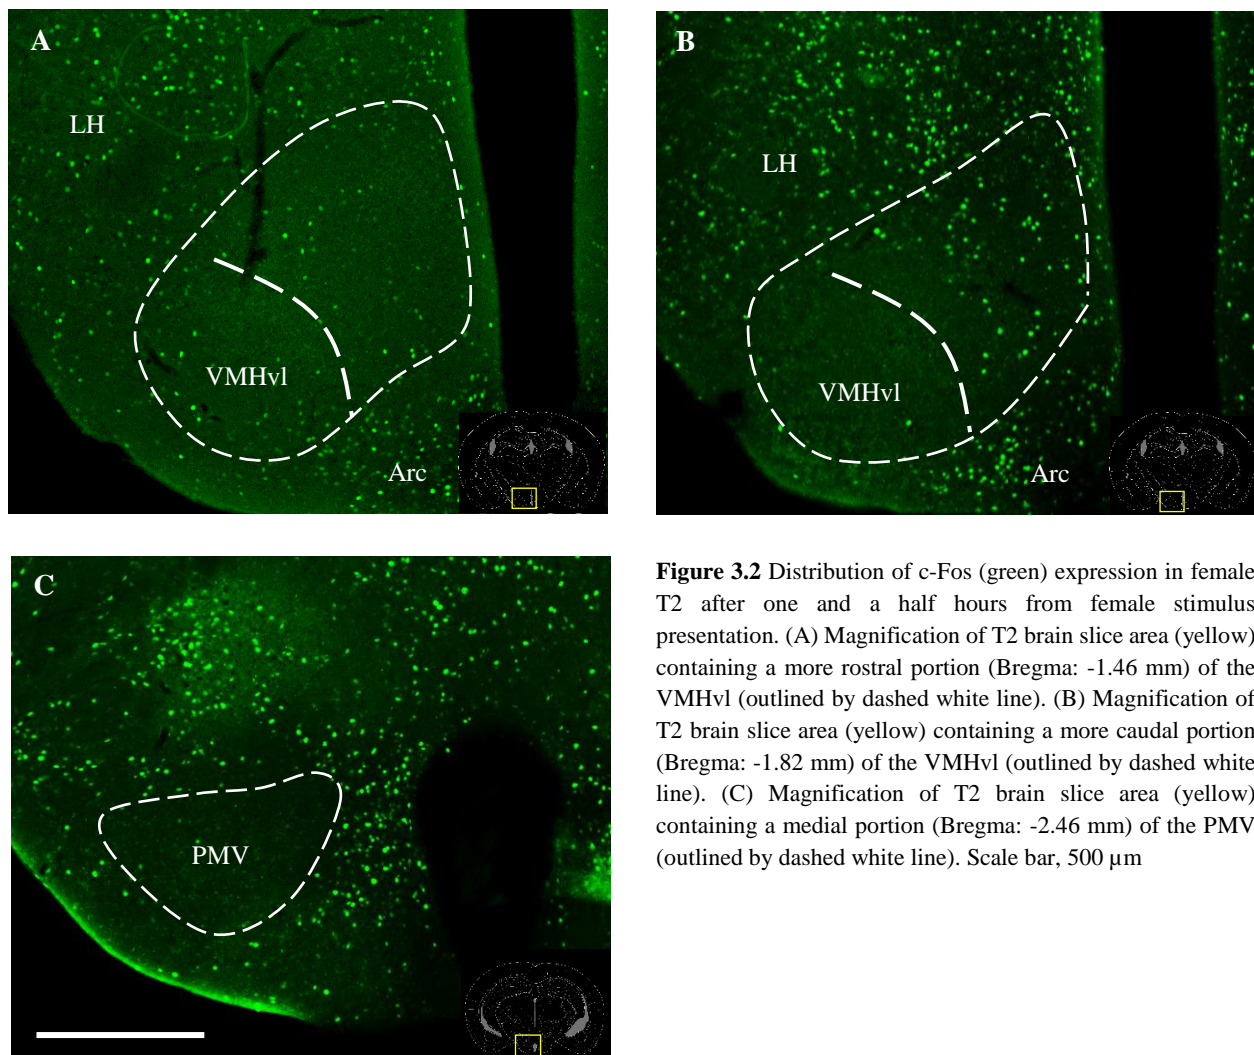 A
LH
VMHvl
Arc
B
LH
VMHvl
Arc
C
PMV
Figure 3.2 Distribution of c-Fos (green) expression in female
T2 after one and a half hours from female stimulus
presentation. (A) Magnification of T2 brain slice area (yellow)
containing a more rostral portion (Bregma: -1.46 mm) of the
VMHvl (outlined by dashed white line). (B) Magnification of
T2 brain slice area (yellow) containing a more caudal portion
(Bregma: -1.82 mm) of the VMHvl (outlined by dashed white
line). (C) Magnification of T2 brain slice area (yellow)
containing a medial portion (Bregma: -2.46 mm) of the PMV
(outlined by dashed white line). Scale bar, 500 µm